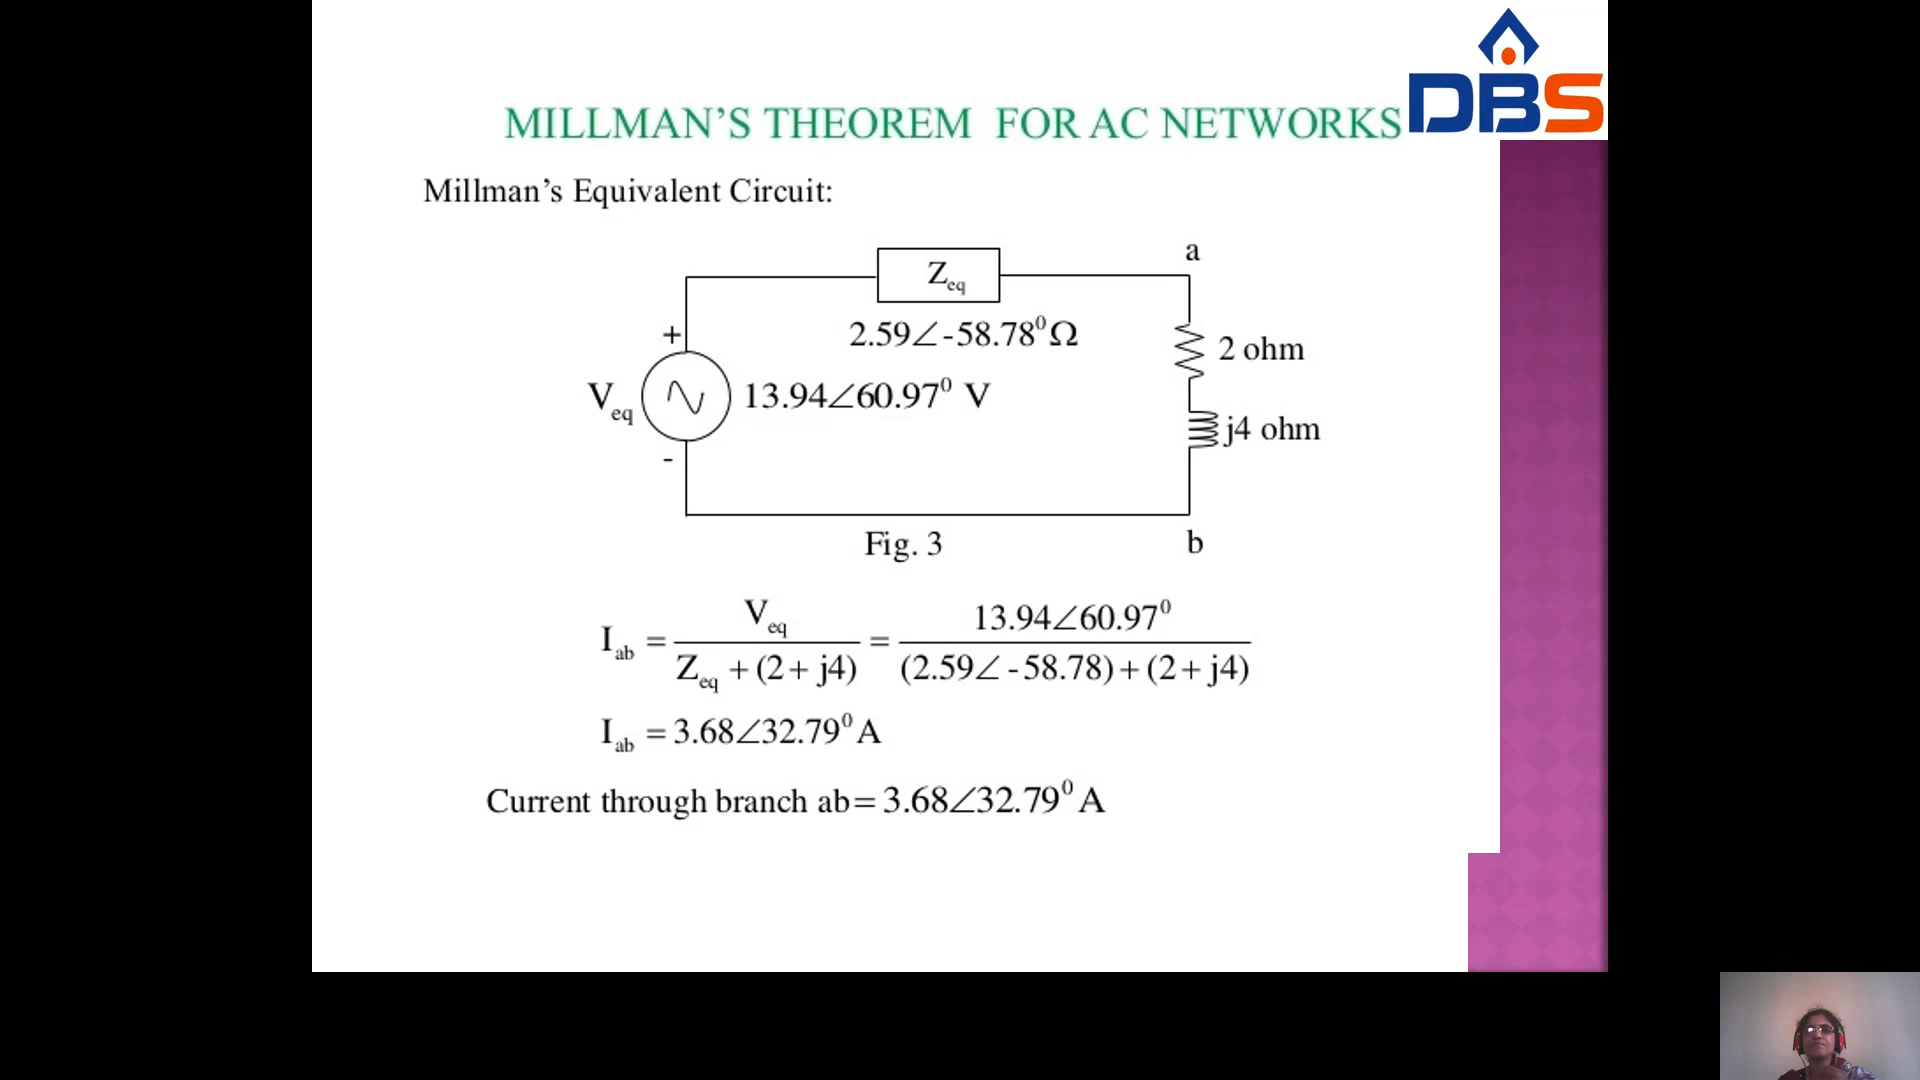 DBS
MILLMAN'S THEOREM FOR AC NETWORKS
Millman's Equivalent Circuit:
a
Zeq
+
2.59∠-58.78⁰Ω
2 ohm
Veq
13.94∠60.97⁰ V
j4 ohm
-
Fig. 3
b
Iab = Veq / (Zeq + (2 + j4)) = 13.94∠60.97⁰ / ((2.59∠ -58.78) + (2 + j4))
Iab = 3.68∠32.79⁰ A
Current through branch ab= 3.68∠32.79⁰ A